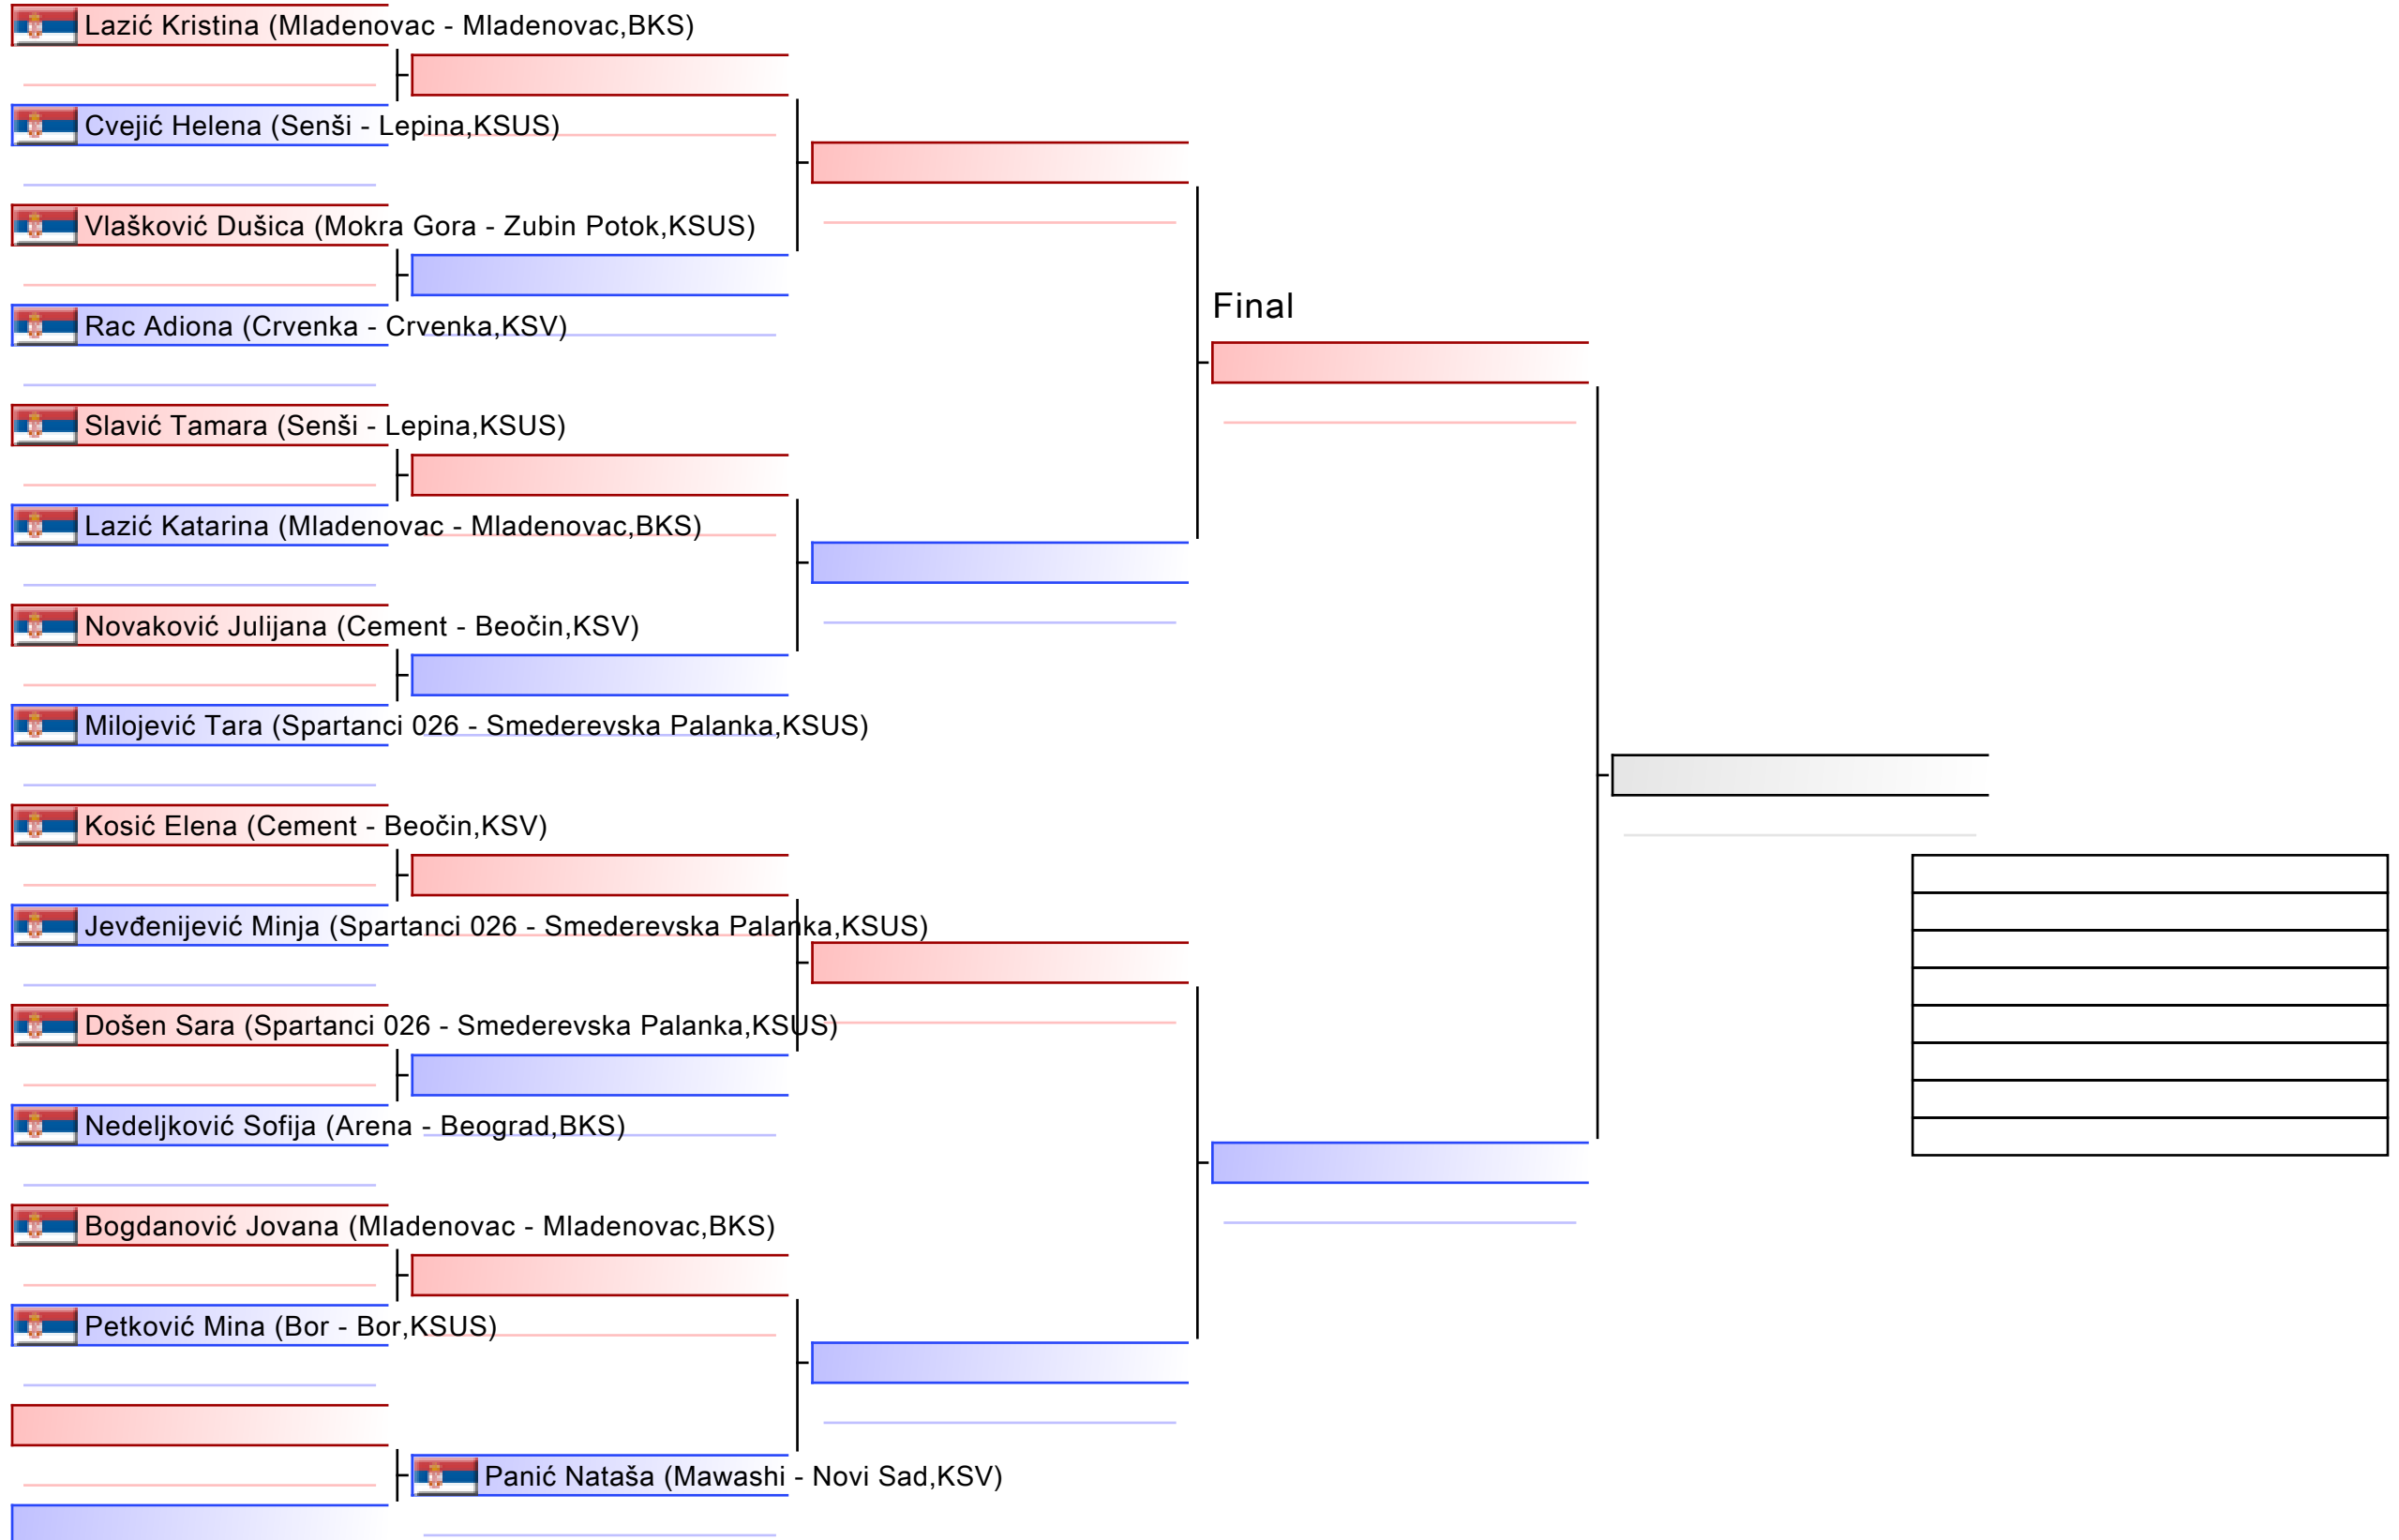 Lazić Kristina (Mladenovac - Mladenovac,BKS)
Cvejić Helena (Senši - Lepina,KSUS)
Vlašković Dušica (Mokra Gora - Zubin Potok,KSUS)
Final
Rac Adiona (Crvenka - Crvenka,KSV)
Slavić Tamara (Senši - Lepina,KSUS)
Lazić Katarina (Mladenovac - Mladenovac,BKS)
Novaković Julijana (Cement - Beočin,KSV)
Milojević Tara (Spartanci 026 - Smederevska Palanka,KSUS)
Kosić Elena (Cement - Beočin,KSV)
Jevđenijević Minja (Spartanci 026 - Smederevska Palanka,KSUS)
Došen Sara (Spartanci 026 - Smederevska Palanka,KSUS)
Nedeljković Sofija (Arena - Beograd,BKS)
Bogdanović Jovana (Mladenovac - Mladenovac,BKS)
Petković Mina (Bor - Bor,KSUS)
Panić Nataša (Mawashi - Novi Sad,KSV)